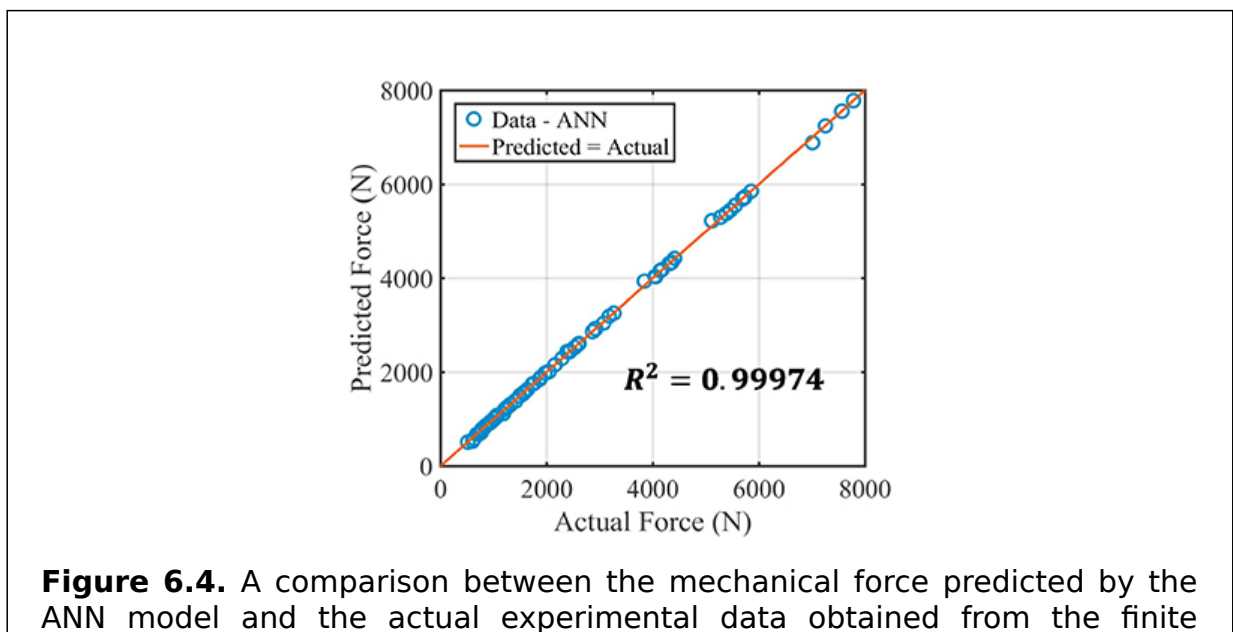 8000
Data - ANN
Predicted = Actual
6000
4000
2000
0
Predicted Force (N)
R² = 0.99974
0 2000 4000 6000 8000
Actual Force (N)
Figure 6.4. A comparison between the mechanical force predicted by the
ANN model and the actual experimental data obtained from the finite